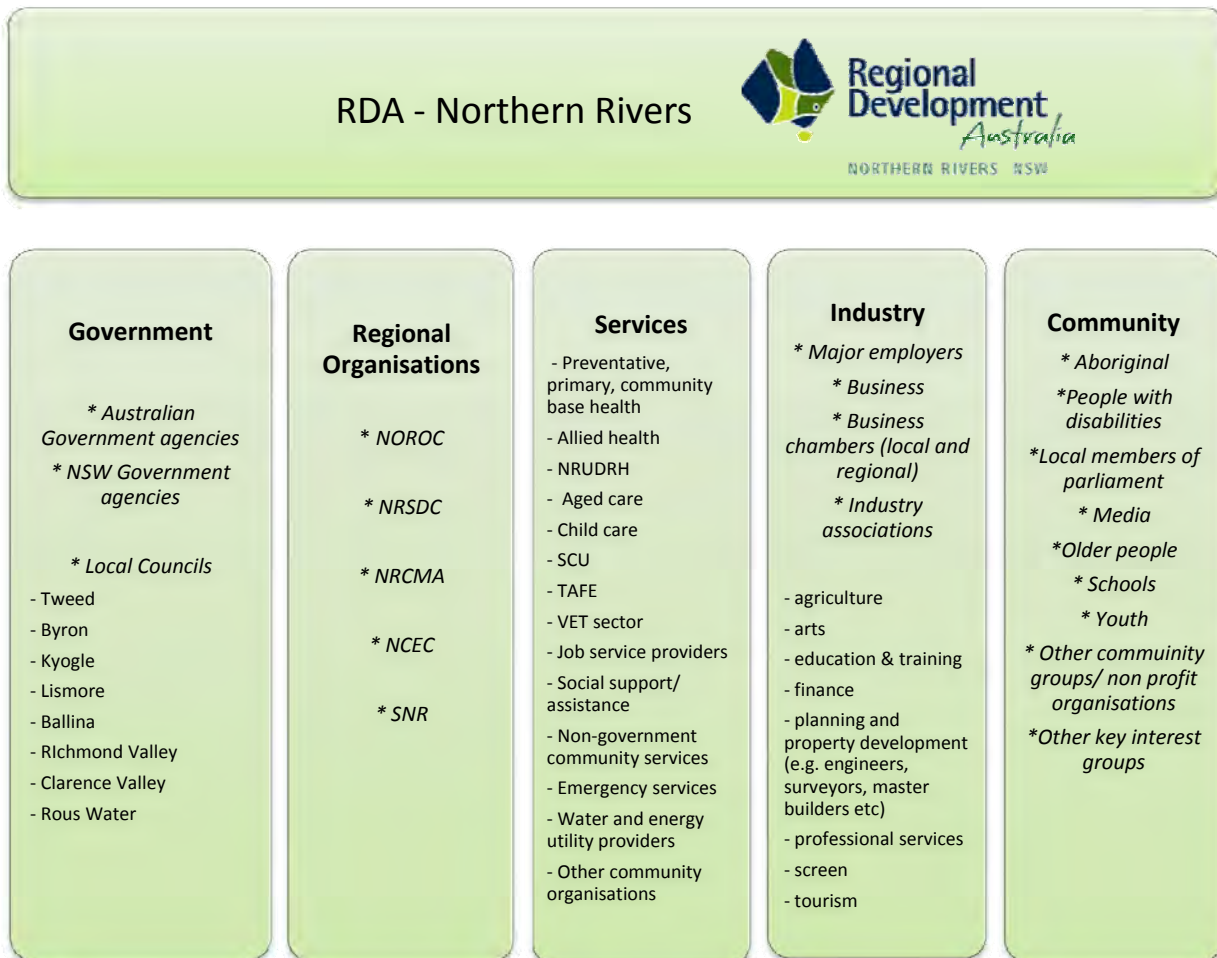 RDA - Northern Rivers
Regional
Development
Australia
NORTHERN RIVERS NSW
Government
* Australian
Government agencies
* NSW Government
agencies
* Local Councils
- Tweed
- Byron
- Kyogle
- Lismore
- Ballina
- RIchmond Valley
- Clarence Valley
- Rous Water
Regional
Organisations
* NOROC
* NRSDC
* NRCMA
* NCEC
* SNR
Services
- Preventative,
primary, community
base health
- Allied health
- NRUDRH
- Aged care
- Child care
- SCU
- TAFE
- VET sector
- Job service providers
- Social support/
assistance
- Non-government
community services
- Emergency services
- Water and energy
utility providers
- Other community
organisations
Industry
* Major employers
* Business
* Business
chambers (local and
regional)
* Industry
associations
- agriculture
- arts
- education & training
- finance
- planning and
property development
(e.g. engineers,
surveyors, master
builders etc)
- professional services
- screen
- tourism
Community
* Aboriginal
*People with
disabilities
*Local members of
parliament
* Media
*Older people
* Schools
* Youth
* Other commuinity
groups/ non profit
organisations
*Other key interest
groups